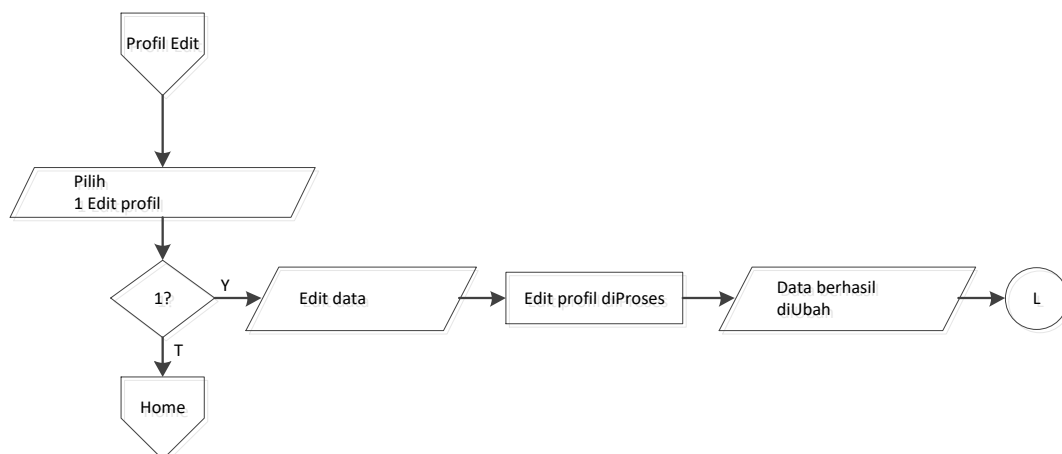 Profil Edit
Pilih
1 Edit profil
1?
Y
Edit data
Edit profil diProses
Data berhasil
diUbah
L
T
Home